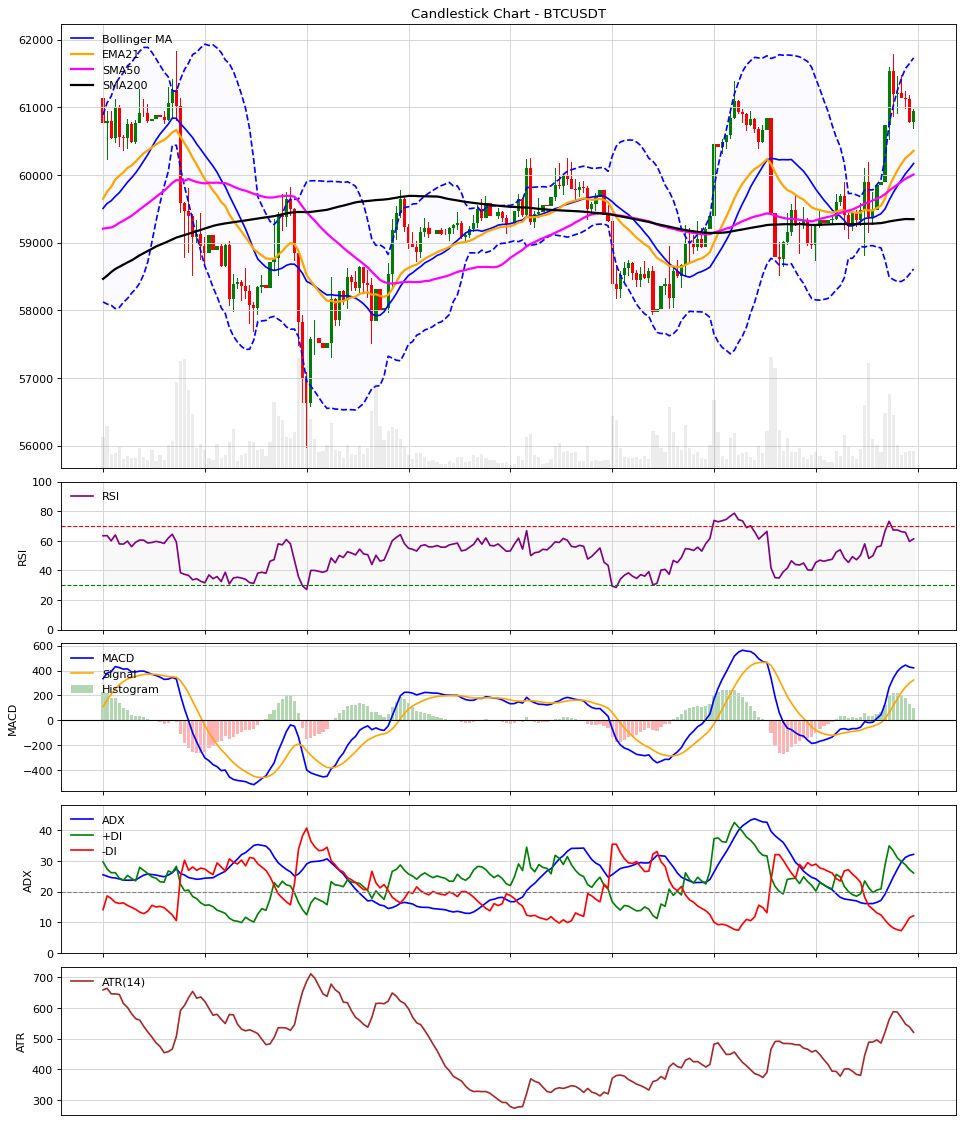 Candlestick Chart - BTCUSDT
Bollinger MA
EMA21
SMA50
SMA200
62000
61000
60000
59000
58000
57000
56000
RSI
RSI
100
80
60
40
20
0
MACD
Signal
Histogram
MACD
600
400
200
0
−200
−400
ADX
+DI
-DI
ADX
40
30
20
10
0
ATR(14)
ATR
700
600
500
400
300